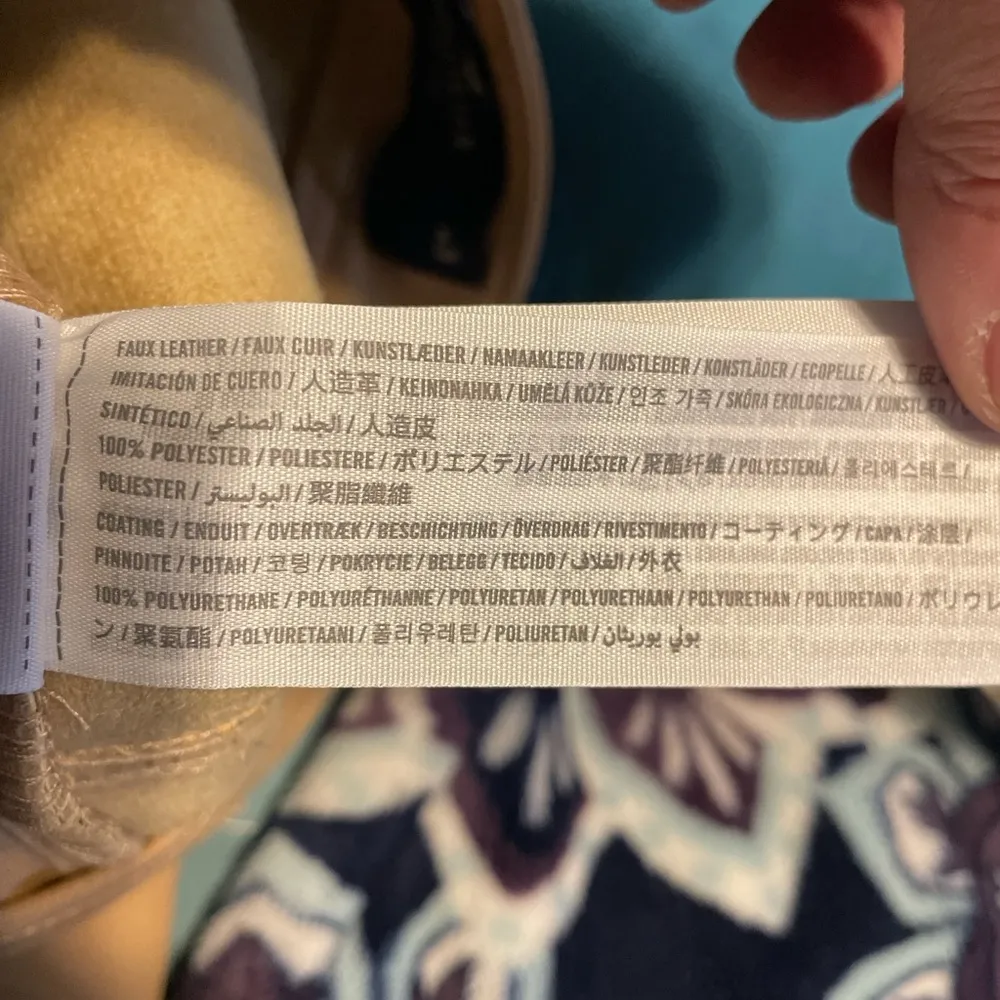 FAUX LEATHER / FAUX CUIR / KUNSTLÆDER / NAMAAKLEER / KUNSTLEDER / KONSTLÄDER / ECOPELLE / 人工皮革
IMITACIÓN DE CUERO / 人造革 / KEINONAHKA / UMĚLÁ KŮŽE / 인조 가죽 / SKÓRA EKOLOGICZNA / KUNSTLÆR /
SINTÉTICO / الجلد الصناعي / 人造皮
100% POLYESTER / POLIESTERE / ポリエステル / POLIÉSTER / 聚酯纤维 / POLYESTERIÄ / 폴리에스테르 /
POLIESTER / البوليستر / 聚脂纖維
COATING / ENDUIT / OVERTRÆK / BESCHICHTUNG / ÖVERDRAG / RIVESTIMENTO / コーティング / CAPA / 涂层 /
PINNOITE / POTAH / 코팅 / POKRYCIE / BELEGG / TECIDO / الغلاف / 外衣
100% POLYURETHANE / POLYURÉTHANNE / POLYURETAN / POLYURETHAAN / POLYURETHAN / POLIURETANO / ポリウレ
ン / 聚氨酯 / POLYURETAANI / 폴리우레탄 / POLIURETAN / بولي يوريثان